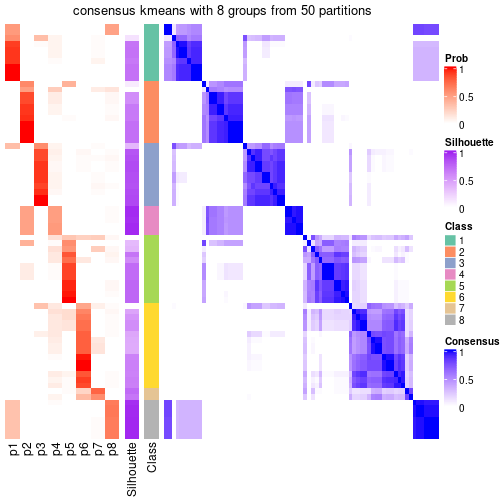 consensus kmeans with 8 groups from 50 partitions
Prob
1
0.5
0
Silhouette
1
0.5
0
Class
1
2
3
4
5
6
7
8
Consensus
1
0.5
0
p1
p2
p3
p4
p5
p6
p7
p8
Silhouette
Class